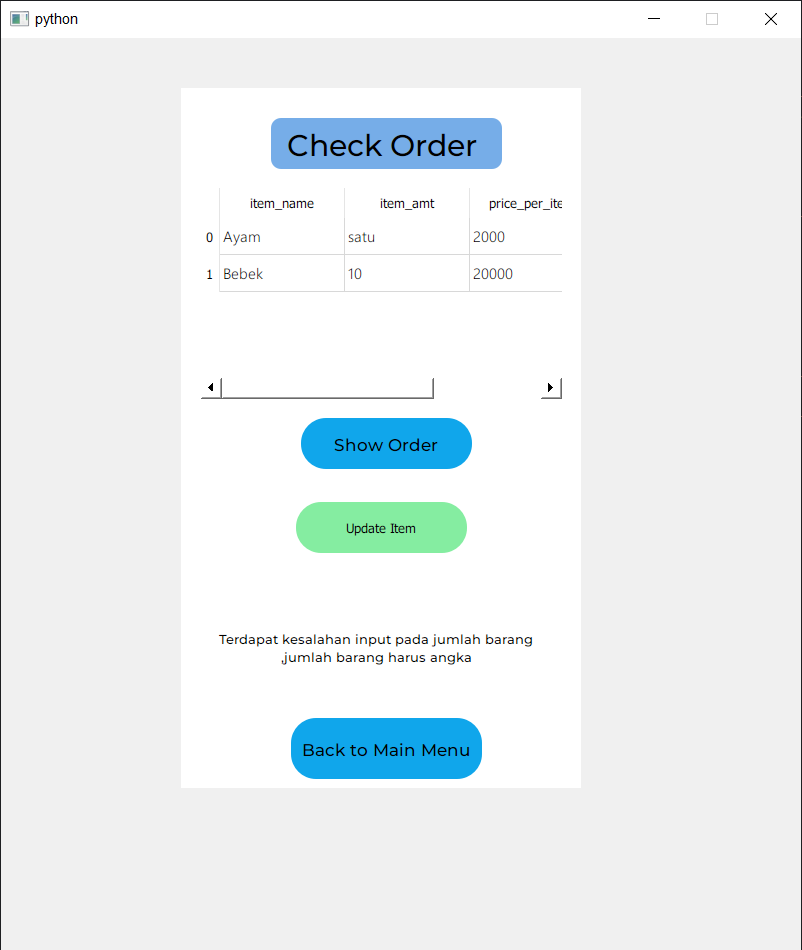 python
Check Order
item_name item_amt price_per_ite
0 Ayam satu 2000
1 Bebek 10 20000
Show Order
Update Item
Terdapat kesalahan input pada jumlah barang
,jumlah barang harus angka
Back to Main Menu